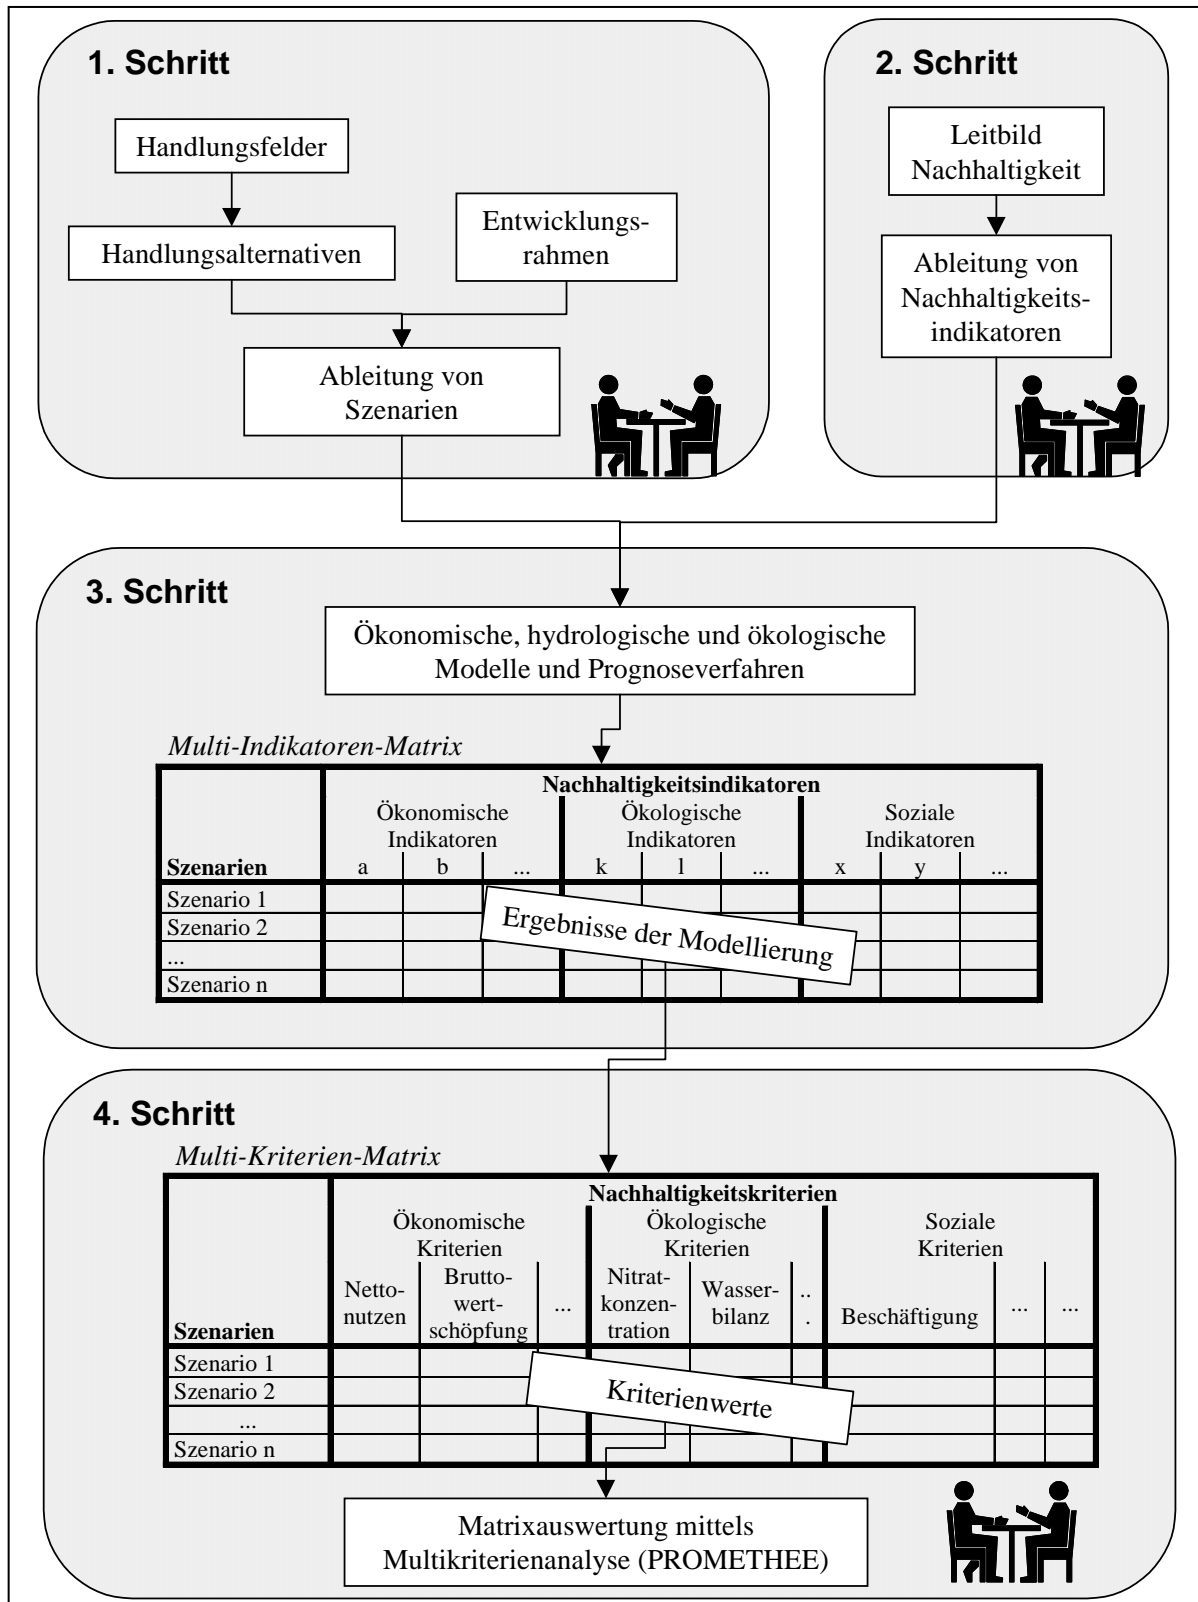 1. Schritt
Handlungsfelder
Handlungsalternativen
Entwicklungs-
rahmen
Ableitung von
Szenarien
2. Schritt
Leitbild
Nachhaltigkeit
Ableitung von
Nachhaltigkeits-
indikatoren
3. Schritt
Ökonomische, hydrologische und ökologische
Modelle und Prognoseverfahren
Multi-Indikatoren-Matrix
Nachhaltigkeitsindikatoren
Ökonomische Ökologische Soziale
Indikatoren Indikatoren Indikatoren
Szenarien a b ... k l ... x y ...
Szenario 1
Szenario 2
...
Szenario n
Ergebnisse der Modellierung
4. Schritt
Multi-Kriterien-Matrix
Nachhaltigkeitskriterien
Ökonomische Ökologische Soziale
Kriterien Kriterien Kriterien
Szenarien
Netto-
nutzen
Brutto-
wert-
schöpfung
...
Nitrat-
konzen-
tration
Wasser-
bilanz
..
.
Beschäftigung
...
...
Szenario 1
Szenario 2
...
Szenario n
Kriterienwerte
Matrixauswertung mittels
Multikriterienanalyse (PROMETHEE)